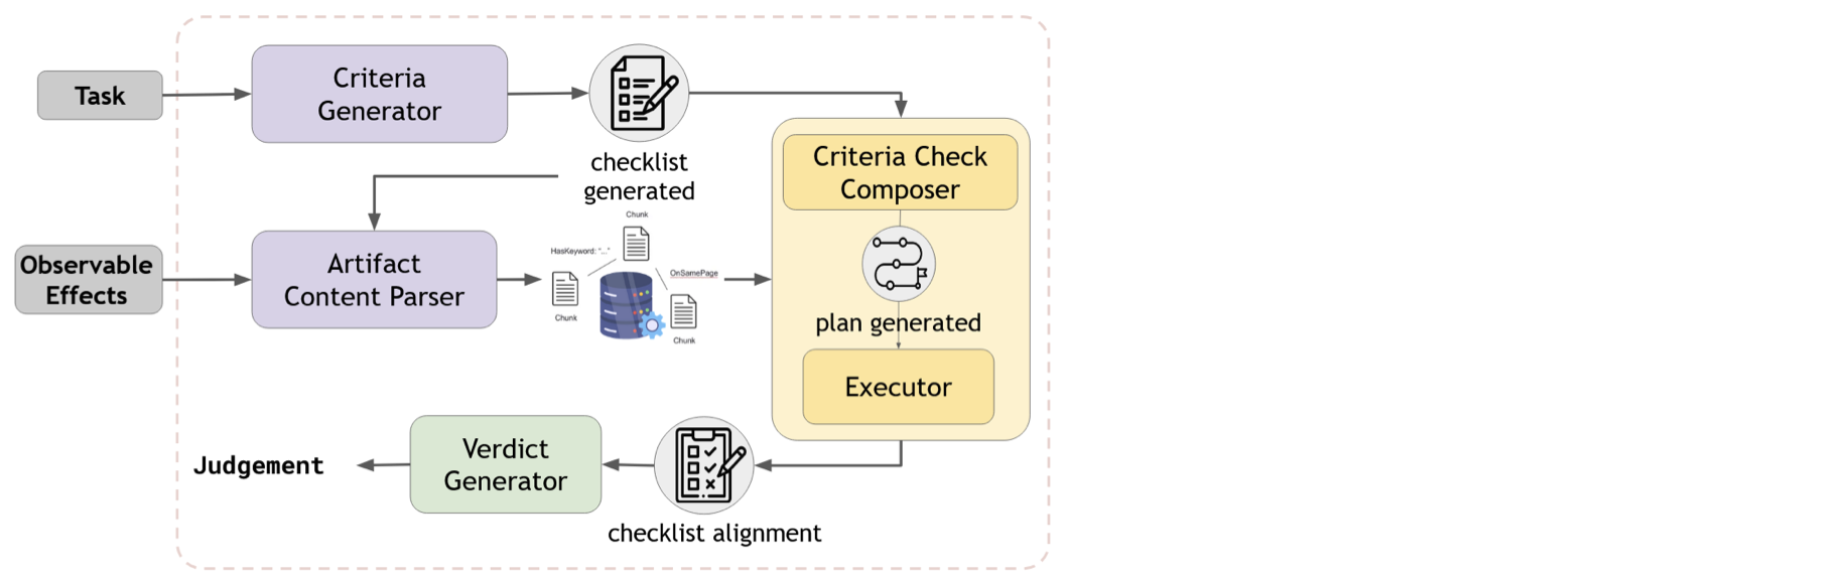 Task
Criteria
Generator
checklist
generated
Criteria Check
Composer
Observable
Effects
Artifact
Content Parser
Chunk
HasKeyword: "..."
OnSamePage
Chunk
Chunk
plan generated
Executor
Judgement
Verdict
Generator
checklist alignment